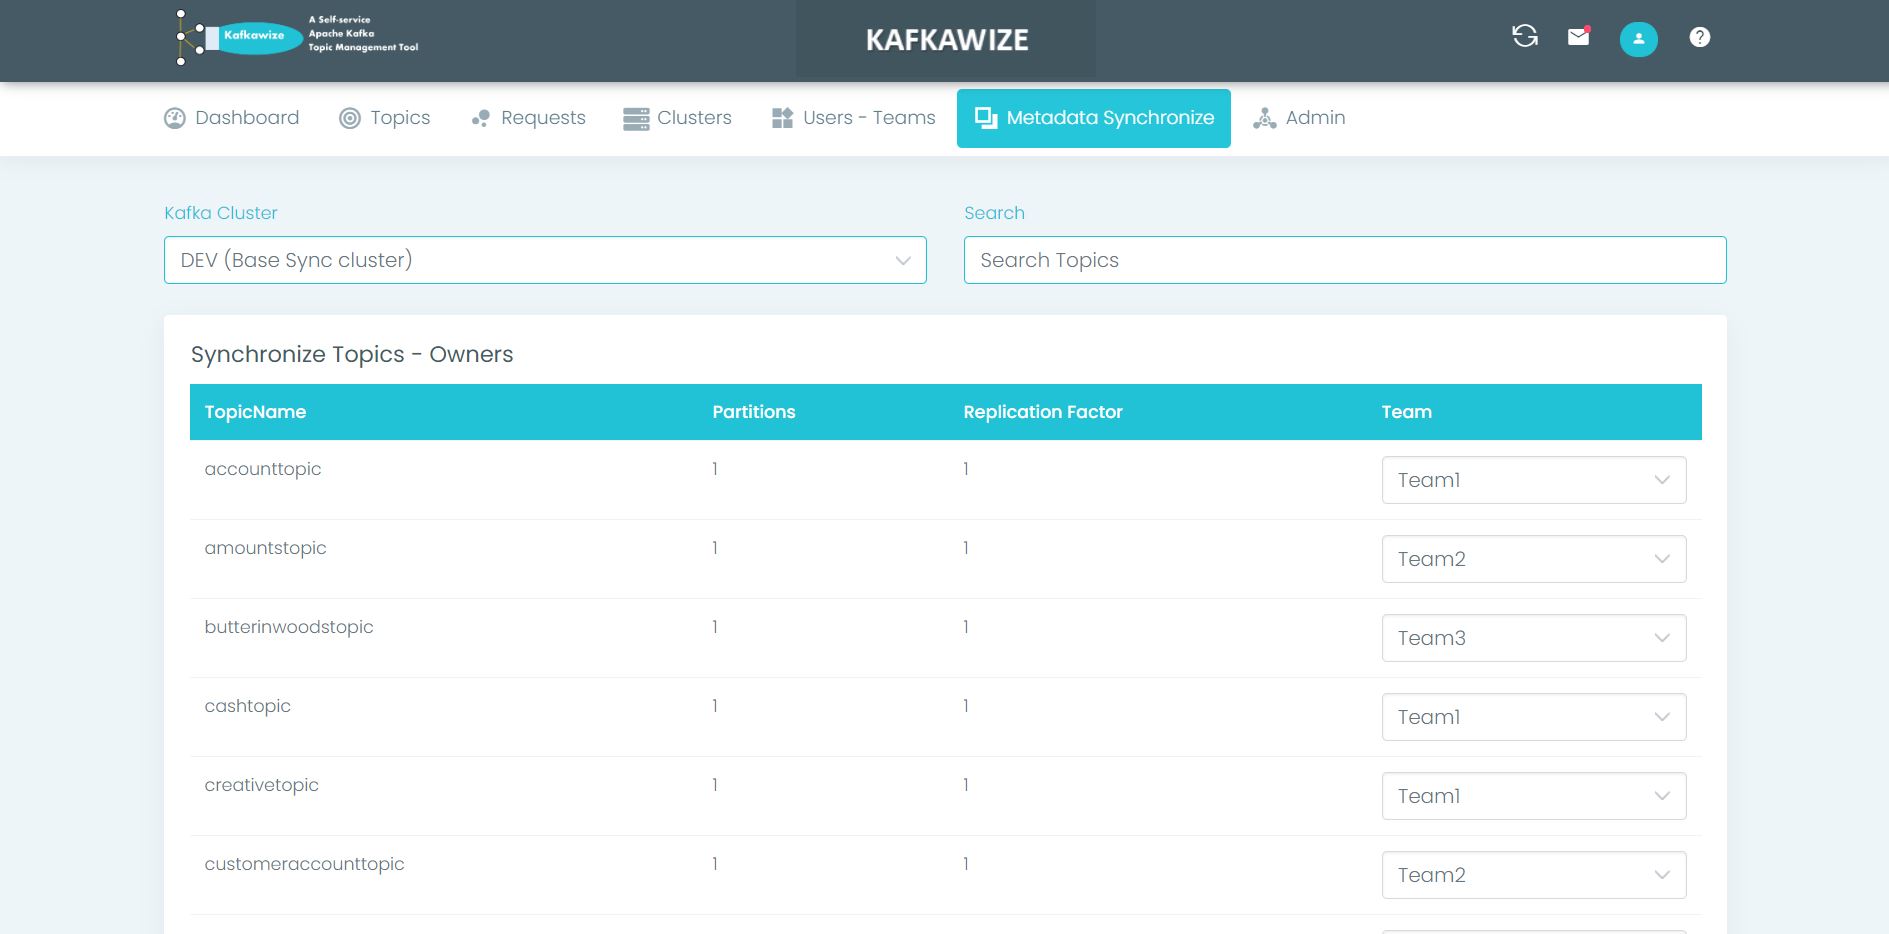 Kafkawize
A Self-service
Apache Kafka
Topic Management Tool
KAFKAWIZE
Dashboard Topics Requests Clusters Users - Teams Metadata Synchronize Admin
Kafka Cluster Search
DEV (Base Sync cluster) Search Topics
Synchronize Topics - Owners
TopicName Partitions Replication Factor Team
accounttopic 1 1 Team1
amountstopic 1 1 Team2
butterinwoodstopic 1 1 Team3
cashtopic 1 1 Team1
creativetopic 1 1 Team1
customeraccounttopic 1 1 Team2